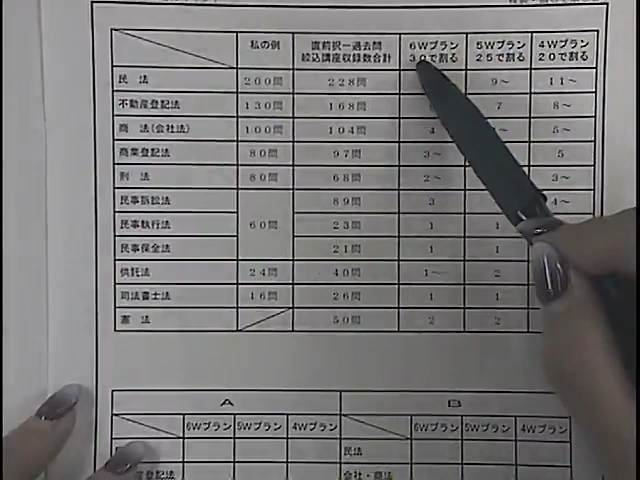 私の例 直前択一過去問 6Wプラン 5Wプラン 4Wプラン
絞込講座収録数合計 30で割る 25で割る 20で割る
民 法 200問 228問 9〜 11〜
不動産登記法 130問 168問 7 8〜
商 法(会社法) 100問 104問 4 5〜
商業登記法 80問 97問 3〜 5
刑 法 80問 68問 2〜 3〜
民事訴訟法 89問 3 4〜
民事執行法 60問 23問 1 1
民事保全法 21問 1 1
供託法 24問 40問 1〜 2
司法書士法 16問 26問 1 1
憲 法 50問 2 2
A B
6Wプラン 5Wプラン 4Wプラン 6Wプラン 5Wプラン 4Wプラン
民法
登記法 会社・商法